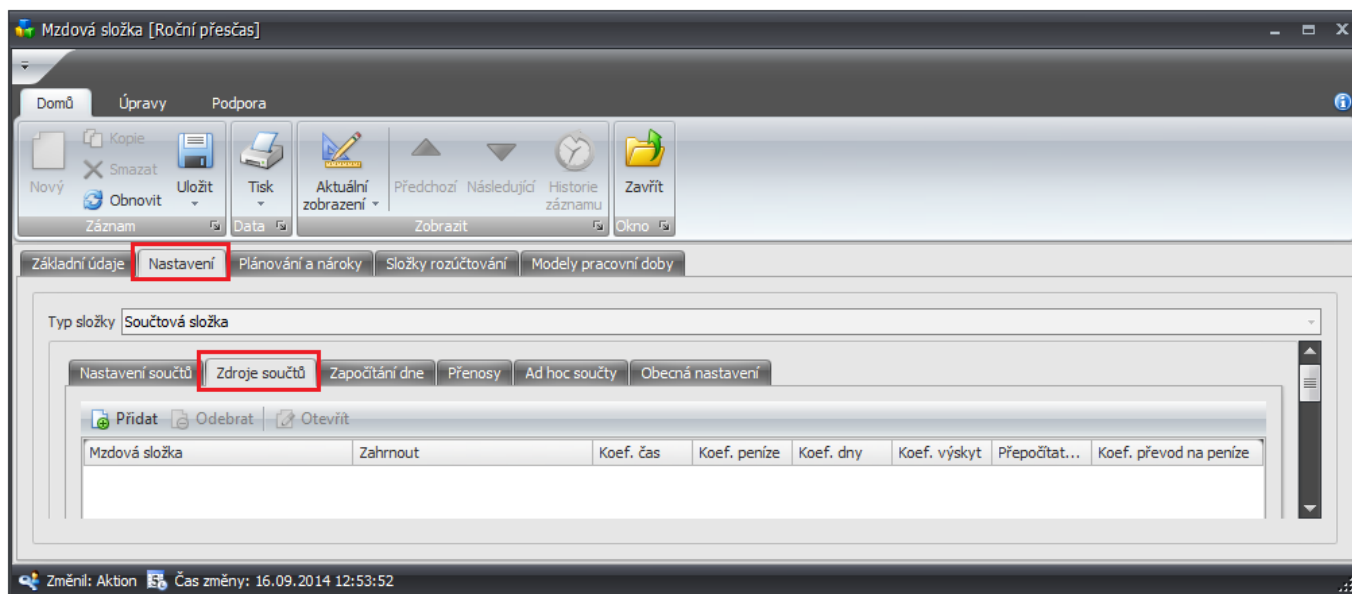 Mzdová složka [Roční přesčas]
Domů Úpravy Podpora
Nový
Kopie
Smazat
Obnovit
Uložit
Tisk
Aktuální
zobrazení
Předchozí Následující
Historie
záznamu
Zavřít
Záznam Data Zobrazit Okno
Základní údaje Nastavení Plánování a nároky Složky rozúčtování Modely pracovní doby
Typ složky Součtová složka
Nastavení součtů Zdroje součtů Započítání dne Přenosy Ad hoc součty Obecná nastavení
Přidat Odebrat Otevřít
Mzdová složka Zahrnout Koef. čas Koef. peníze Koef. dny Koef. výskyt Přepočítat... Koef. převod na peníze
Změnil: Aktion Čas změny: 16.09.2014 12:53:52